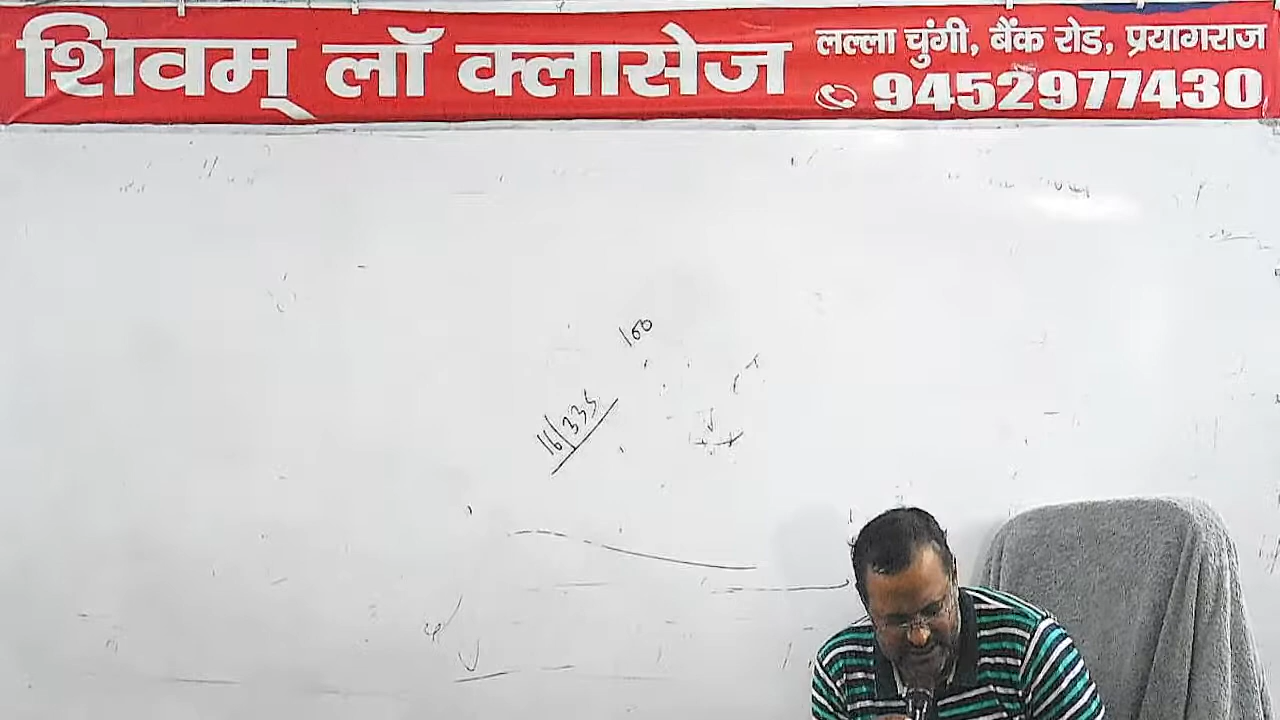 शिवम् लॉ क्लासेज
लल्ला चुंगी, बैंक रोड, प्रयागराज
9452977430
100
16/335